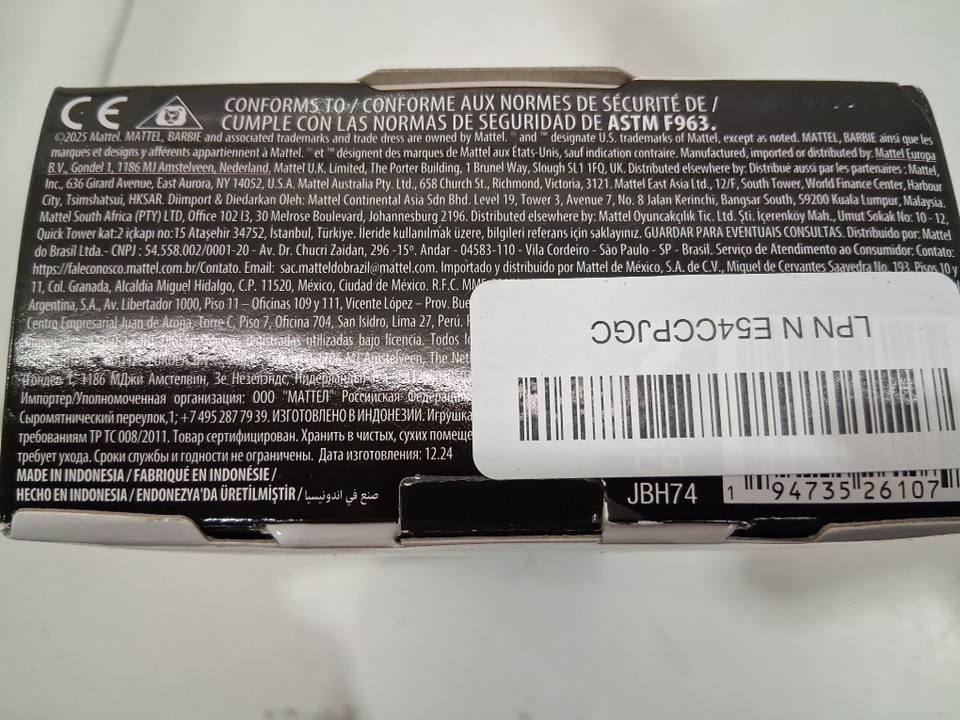 CE
CONFORMS TO / CONFORME AUX NORMES DE SÉCURITÉ DE /
CUMPLE CON LAS NORMAS DE SEGURIDAD DE ASTM F963.
©2025 Mattel. MATTEL, BARBIE and associated trademarks and trade dress are owned by Mattel. ® and ™ designate U.S. trademarks of Mattel, except as noted. MATTEL, BARBIE ainsi que les
marques et designs y afférents appartiennent à Mattel. ® et ™ désignent des marques de Mattel aux États-Unis, sauf indication contraire. Manufactured, imported or distributed by: Mattel Europa
B.V., Gondel 1, 1186 MJ Amstelveen, Nederland. Mattel U.K. Limited, The Porter Building, 1 Brunel Way, Slough SL1 1FQ, UK. Distributed elsewhere by: Distribué aussi par les partenaires : Mattel,
Inc., 636 Girard Avenue, East Aurora, NY 14052, U.S.A. Mattel Australia Pty. Ltd., 658 Church St., Richmond, Victoria, 3121. Mattel East Asia Ltd., 12/F, South Tower, World Finance Center, Harbour
City, Tsimshatsui, HKSAR. Diimport & Diedarkan Oleh: Mattel Continental Asia Sdn Bhd. Level 19, Tower 3, Avenue 7, No. 8 Jalan Kerinchi, Bangsar South, 59200 Kuala Lumpur, Malaysia.
Mattel South Africa (PTY) LTD, Office 102 I3, 30 Melrose Boulevard, Johannesburg 2196. Distributed elsewhere by: Mattel Oyuncakçılık Tic. Ltd. Şti. İçerenköy Mah., Umut Sokak No: 10 - 12,
Quick Tower kat:2 içkapı no:15 Ataşehir 34752, İstanbul, Türkiye. İleride kullanılmak üzere, bilgileri referans için saklayınız. GUARDAR PARA EVENTUAIS CONSULTAS. Distribuído por: Mattel
do Brasil Ltda.- CNPJ : 54.558.002/0001-20 - Av. Dr. Chucri Zaidan, 296 -15º. Andar - 04583-110 - Vila Cordeiro - São Paulo - SP - Brasil. Serviço de Atendimento ao Consumidor: Contato:
https://faleconosco.mattel.com.br/Contato. Email: sac.matteldobrazil@mattel.com. Importado y distribuido por Mattel de México, S.A. de C.V., Miguel de Cervantes Saavedra No. 193, Pisos 10 y
11, Col. Granada, Alcaldía Miguel Hidalgo, C.P. 11520, México, Ciudad de México. R.F.C.
Argentina, S.A., Av. Libertador 1000, Piso 11 – Oficinas 109 y 111, Vicente López – Prov.
Centro Empresarial Juan de Arona, Torre C, Piso 7, Oficina 704, San Isidro, Lima 27, Perú.
registradas utilizadas bajo licencia. Todos
MJ Amstelveen, The
Гондел 1, 1186 МДжи Амстелвин, Зе Незерлэндс, Нидерланды
Импортер/Уполномоченная организация: ООО "МАТТЕЛ" Российская
Сыромятнический переулок,1; +7 495 287 79 39. ИЗГОТОВЛЕНО В ИНДОНЕЗИИ. Игрушка
требованиям ТР ТС 008/2011. Товар сертифицирован. Хранить в чистых, сухих
требует ухода. Сроки службы и годности не ограничены. Дата изготовления: 12.24
MADE IN INDONESIA / FABRIQUÉ EN INDONÉSIE /
HECHO EN INDONESIA / ENDONEZYA'DA ÜRETİLMİŞTİR / صنع في اندونيسيا
LPN N E54CCPJGC
JBH74
1 94735 26107